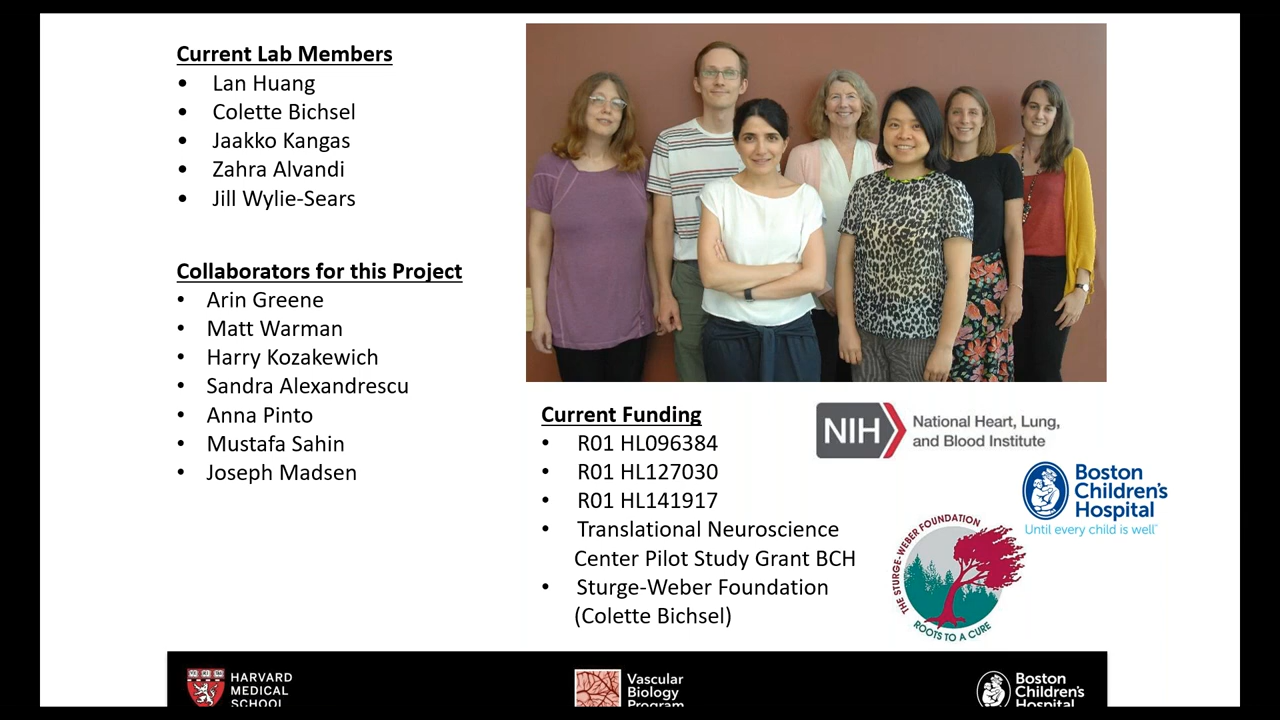 Current Lab Members
• Lan Huang
• Colette Bichsel
• Jaakko Kangas
• Zahra Alvandi
• Jill Wylie-Sears
Collaborators for this Project
• Arin Greene
• Matt Warman
• Harry Kozakewich
• Sandra Alexandrescu
• Anna Pinto
• Mustafa Sahin
• Joseph Madsen
Current Funding
• R01 HL096384
• R01 HL127030
• R01 HL141917
• Translational Neuroscience
Center Pilot Study Grant BCH
• Sturge-Weber Foundation
(Colette Bichsel)
NIH
National Heart, Lung,
and Blood Institute
Boston
Children's
Hospital
Until every child is well™
THE STURGE-WEBER FOUNDATION
ROOTS TO A CURE
HARVARD
MEDICAL
SCHOOL
Vascular
Biology
Program
Boston
Children's
Hospital